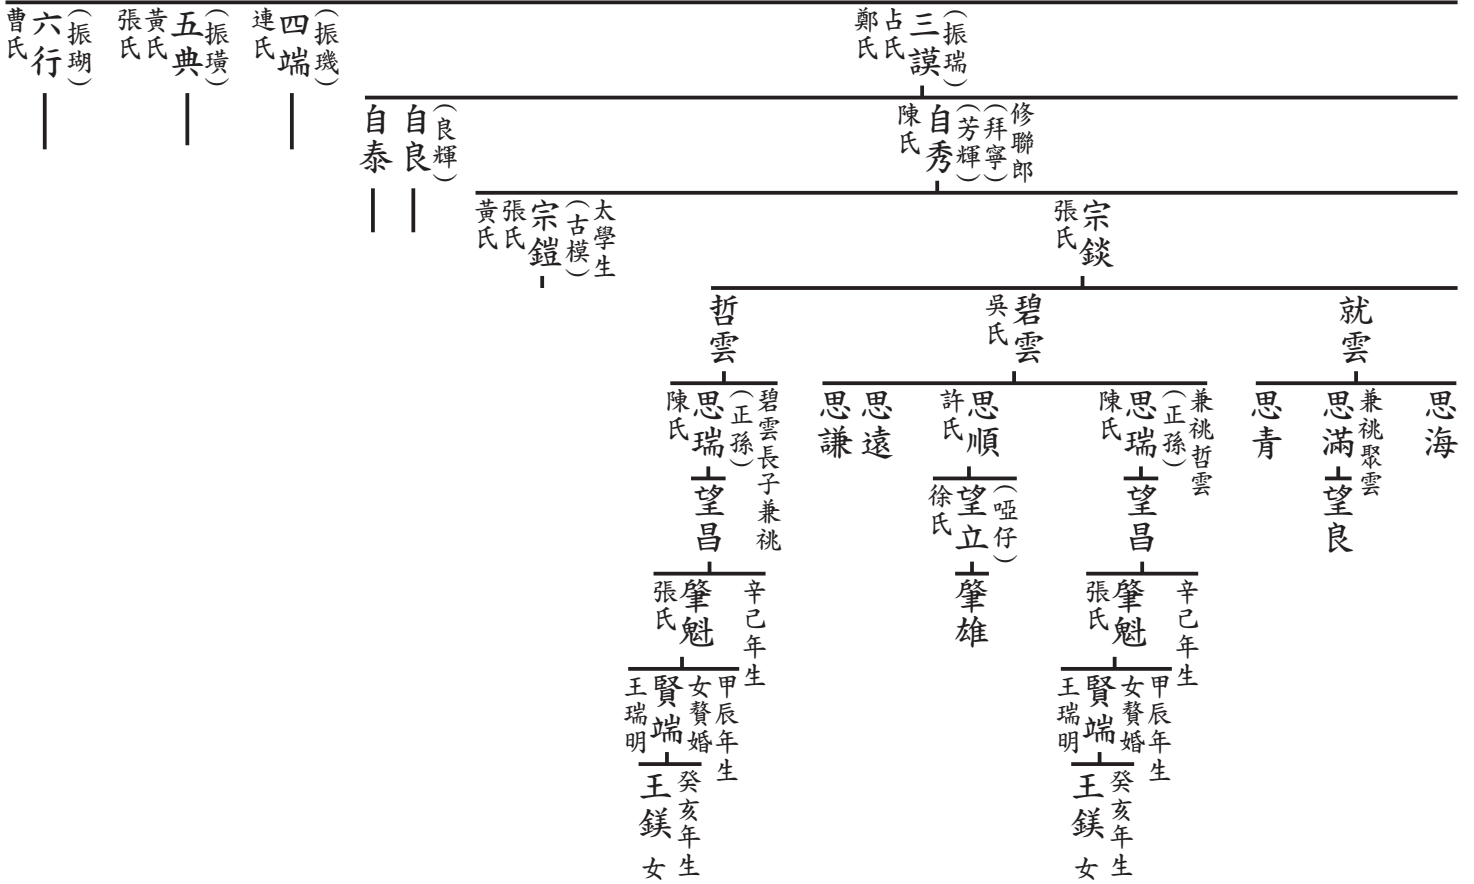 三謨
(振瑞)
占氏
鄭氏
四端
(振璣)
連氏
五典
(振璜)
黃氏
張氏
六行
(振瑚)
曹氏
修聯郎
(拜寧)
(芳輝)
自秀
陳氏
(良輝)
自良
自泰
宗錟
張氏
太學生
(古模)
宗鎧
張氏
黃氏
就雲
碧雲
吳氏
哲雲
思海
兼祧聚雲
思滿
思青
兼祧哲雲
(正孫)
思瑞
陳氏
思順
許氏
思遠
思謙
碧雲長子兼祧
(正孫)
思瑞
陳氏
望良
望昌
(啞仔)
望立
徐氏
望昌
辛己年生
肇魁
張氏
肇雄
辛己年生
肇魁
張氏
甲辰年生
女贅婚
賢端
王瑞明
甲辰年生
女贅婚
賢端
王瑞明
癸亥年生
王鎂 女
癸亥年生
王鎂 女